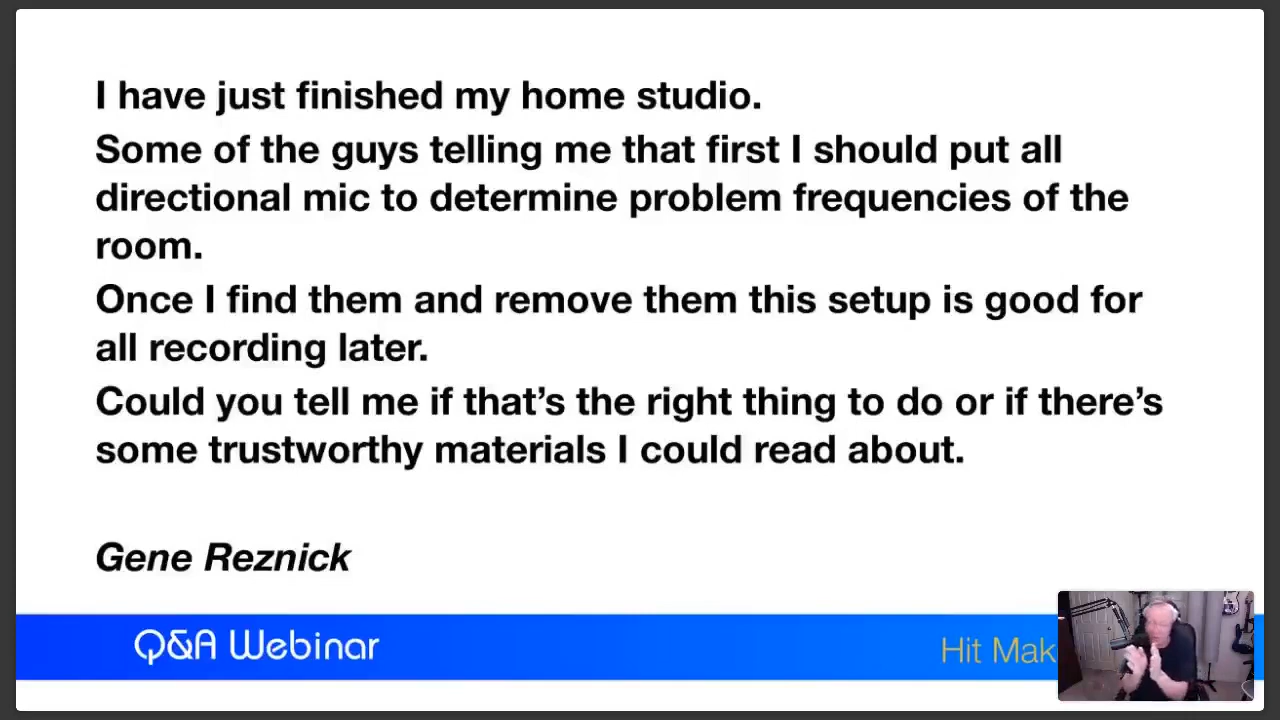 I have just finished my home studio.
Some of the guys telling me that first I should put all
directional mic to determine problem frequencies of the
room.
Once I find them and remove them this setup is good for
all recording later.
Could you tell me if that’s the right thing to do or if there’s
some trustworthy materials I could read about.
Gene Reznick
Q&A Webinar
Hit Mak